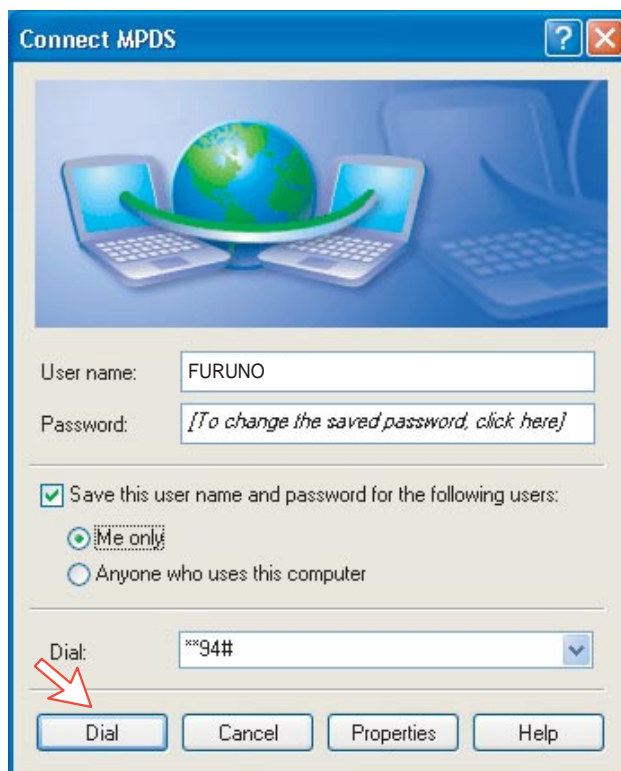 Connect MPDS
User name: FURUNO
Password: [To change the saved password, click here]
Save this user name and password for the following users:
Me only
Anyone who uses this computer
Dial: **94#
Dial Cancel Properties Help